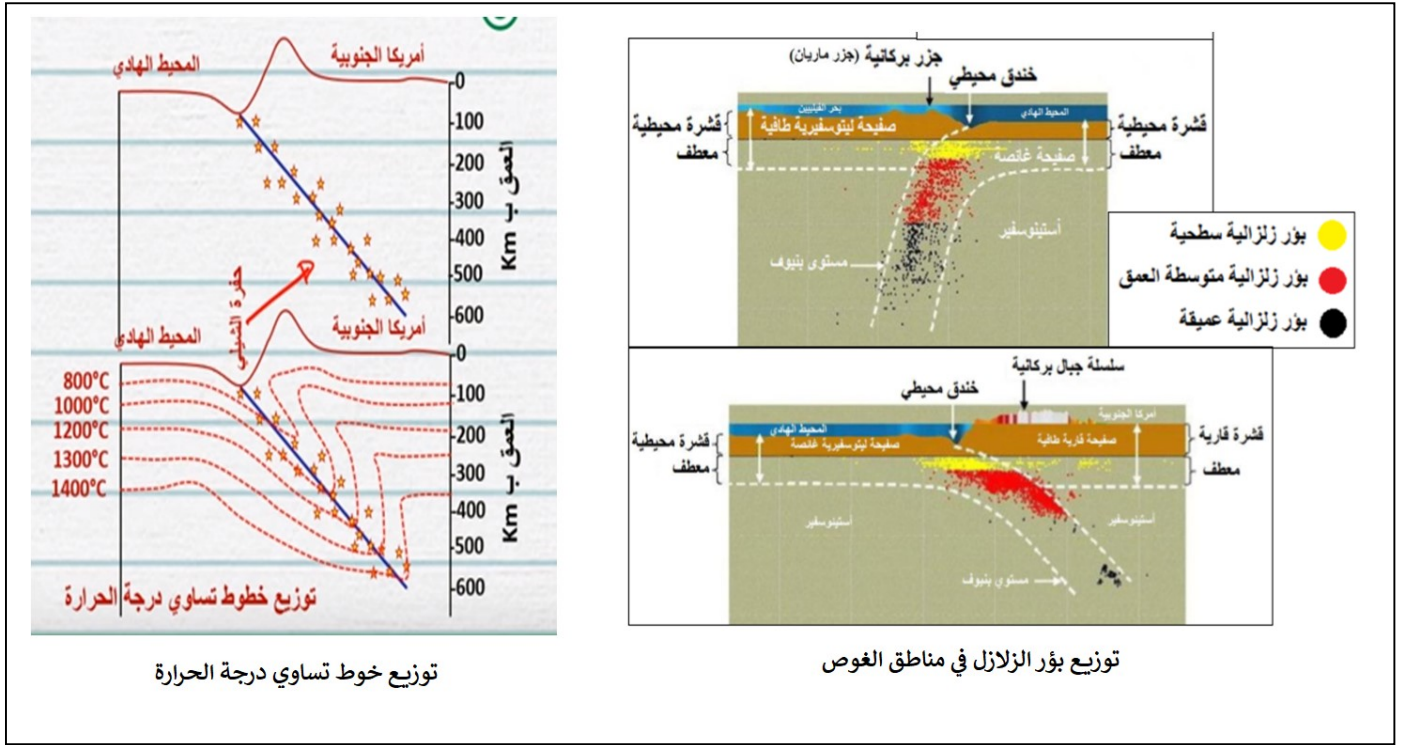 أمريكا الجنوبية
المحيط الهادي
0
100
200
300
400
500
600
العمق ب Km
حفرة الشيلي
المحيط الهادي
أمريكا الجنوبية
800°C
1000°C
1200°C
1300°C
1400°C
0
100
200
300
400
500
600
العمق ب Km
توزيع خطوط تساوي درجة الحرارة
توزيع خوط تساوي درجة الحرارة
جزر بركانية (جزر ماريان)
خندق محيطي
بحر الفيليبين
المحيط الهادي
قشرة محيطية
معطف
صفيحة ليتوسفيرية طافية
صفيحة غائصة
قشرة محيطية
معطف
أستينوسفير
مستوى بنيوف
بؤر زلزالية سطحية
بؤر زلزالية متوسطة العمق
بؤر زلزالية عميقة
سلسلة جبال بركانية
خندق محيطي
أمركا الجنوبية
المحيط الهادي
قشرة محيطية
معطف
صفيحة ليتوسفيرية غائصة
صفيحة قارية طافية
قشرة قارية
معطف
أستينوسفير
أستينوسفير
مستوي بنيوف
توزيع بؤر الزلازل في مناطق الغوص